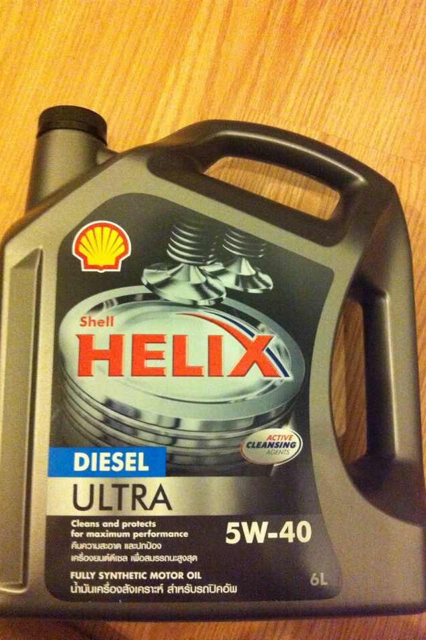 Shell
HELIX
ACTIVE
CLEANSING
AGENTS
DIESEL
ULTRA
Cleans and protects
for maximum performance
5W-40
คืนความสะอาด และปกป้อง
เครื่องยนต์ดีเซล เพื่อสมรรถนะสูงสุด
FULLY SYNTHETIC MOTOR OIL
น้ำมันเครื่องสังเคราะห์ สำหรับรถปิคอัพ
6L